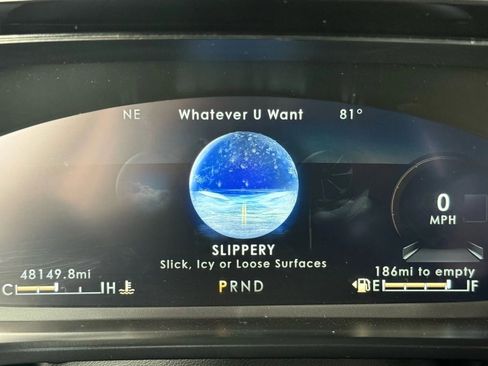 NE Whatever U Want 81°
0
MPH
SLIPPERY
Slick, Icy or Loose Surfaces
48149.8mi
186mi to empty
C H
PRND
E F